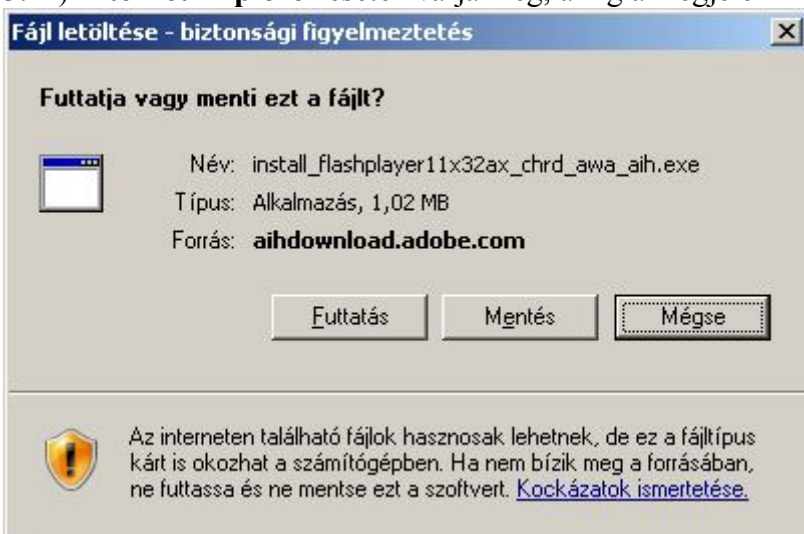 Fájl letöltése - biztonsági figyelmeztetés
Futtatja vagy menti ezt a fájlt?
Név: install_flashplayer11x32ax_chrd_awa_aih.exe
Típus: Alkalmazás, 1,02 MB
Forrás: aihdownload.adobe.com
Futtatás Mentés Mégse
Az interneten található fájlok hasznosak lehetnek, de ez a fájltípus
kárt is okozhat a számítógépben. Ha nem bízik meg a forrásában,
ne futtassa és ne mentse ezt a szoftvert. Kockázatok ismertetése.